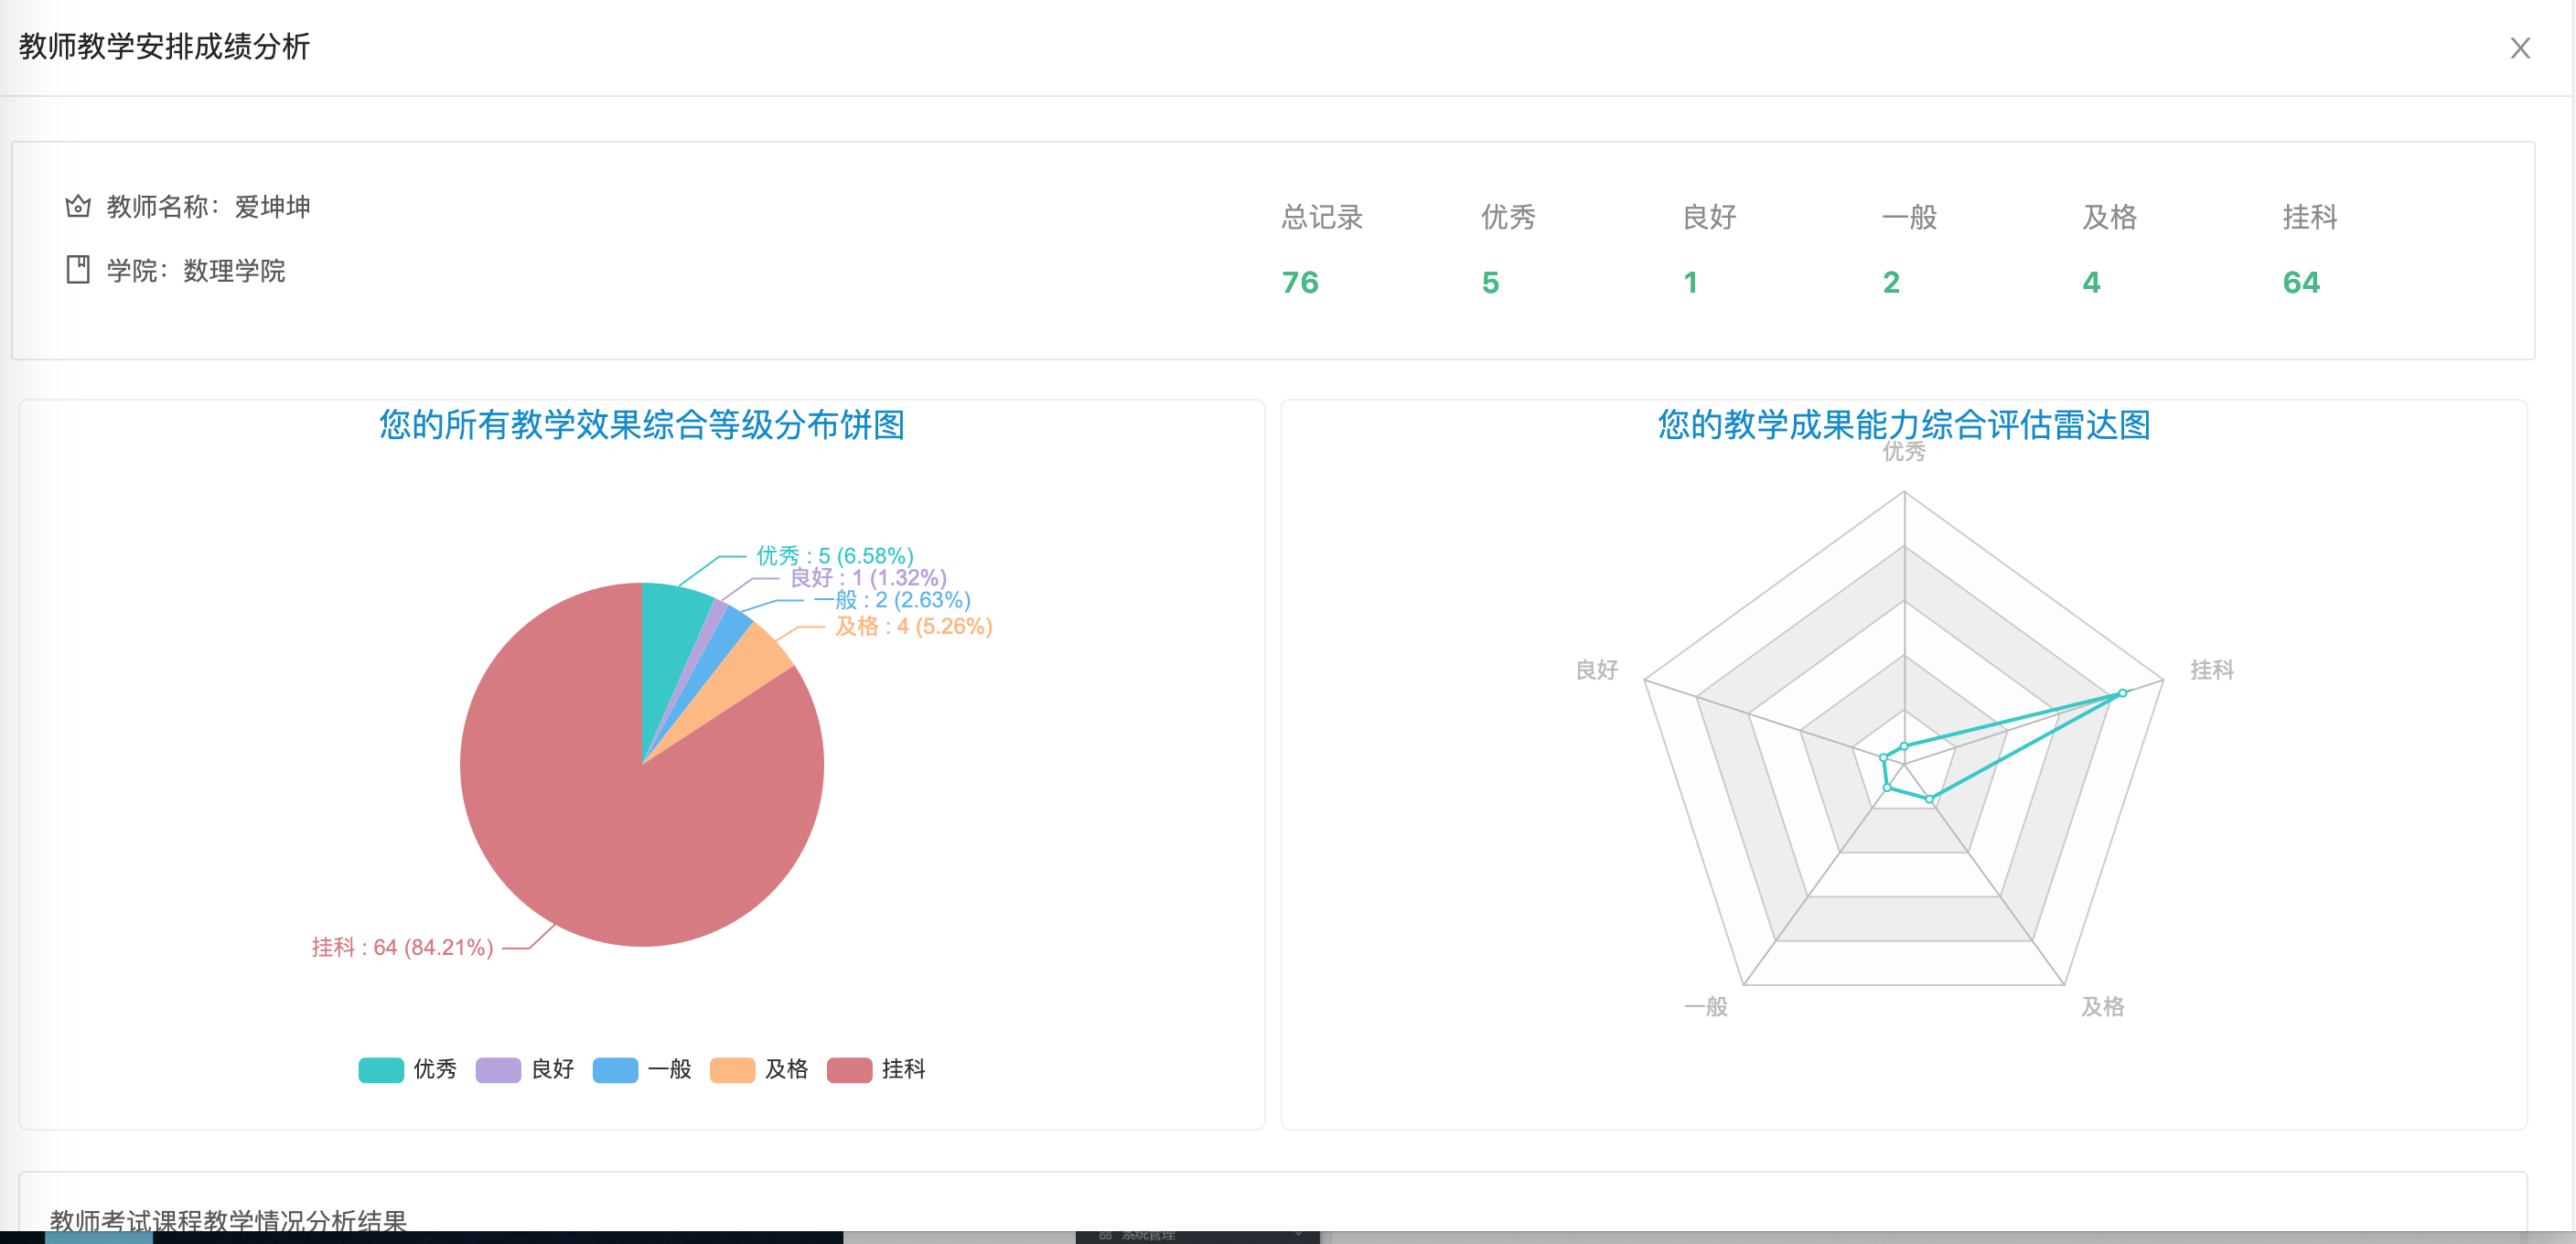 教师教学安排成绩分析
教师名称：爱坤坤
学院：数理学院
总记录 优秀 良好 一般 及格 挂科
76 5 1 2 4 64
您的所有教学效果综合等级分布饼图
优秀 : 5 (6.58%)
良好 : 1 (1.32%)
一般 : 2 (2.63%)
及格 : 4 (5.26%)
挂科 : 64 (84.21%)
优秀 良好 一般 及格 挂科
您的教学成果能力综合评估雷达图
优秀
良好
挂科
一般
及格
教师考试课程教学情况分析结果
系统管理